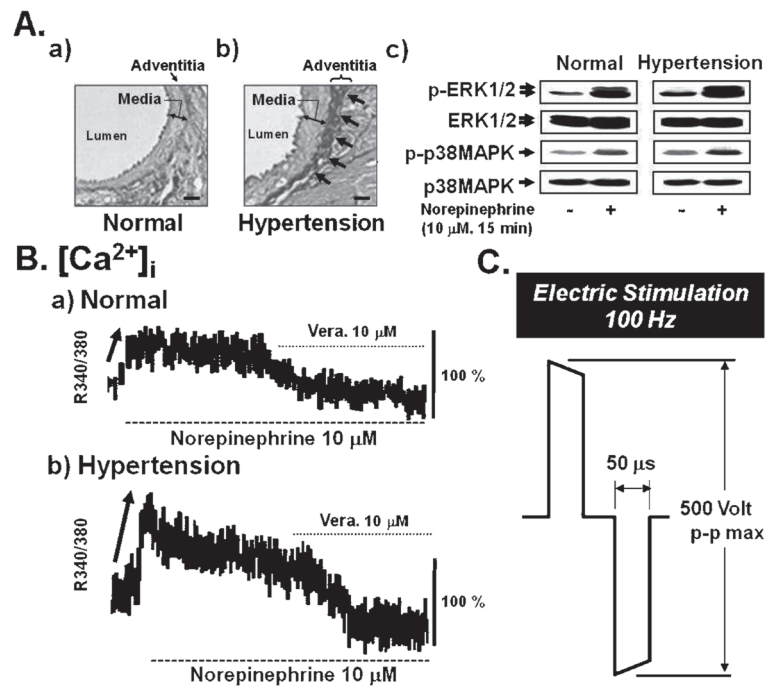 A.
a)
Adventitia
Media
Lumen
Normal
b)
Adventitia
Media
Lumen
Hypertension
c)
Normal Hypertension
p-ERK1/2
ERK1/2
p-p38MAPK
p38MAPK
Norepinephrine - + - +
(10 μM, 15 min)
B. [Ca²⁺]ᵢ
a) Normal
R340/380
Vera. 10 μM
100 %
Norepinephrine 10 μM
b) Hypertension
R340/380
Vera. 10 μM
100 %
Norepinephrine 10 μM
C.
Electric Stimulation
100 Hz
50 μs
500 Volt
p-p max